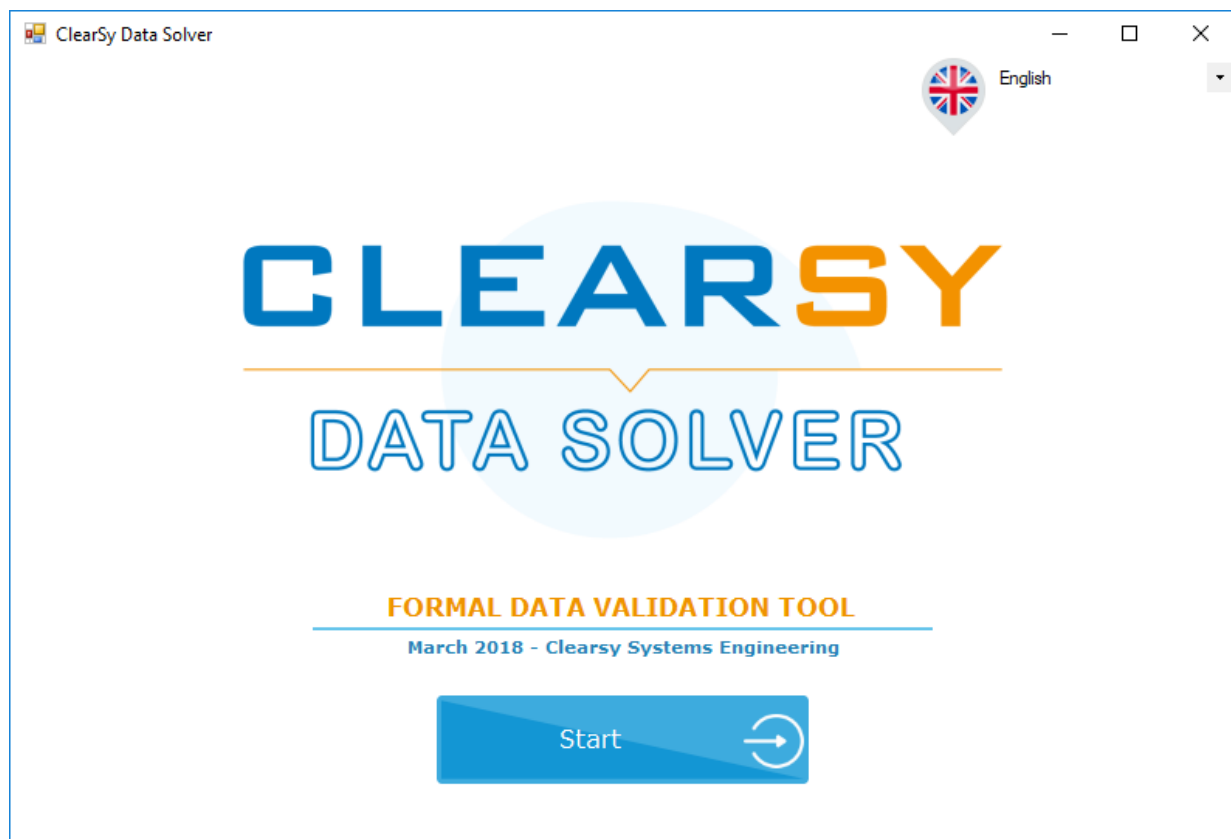 ClearSy Data Solver
English
CLEARSY
DATA SOLVER
FORMAL DATA VALIDATION TOOL
March 2018 - Clearsy Systems Engineering
Start